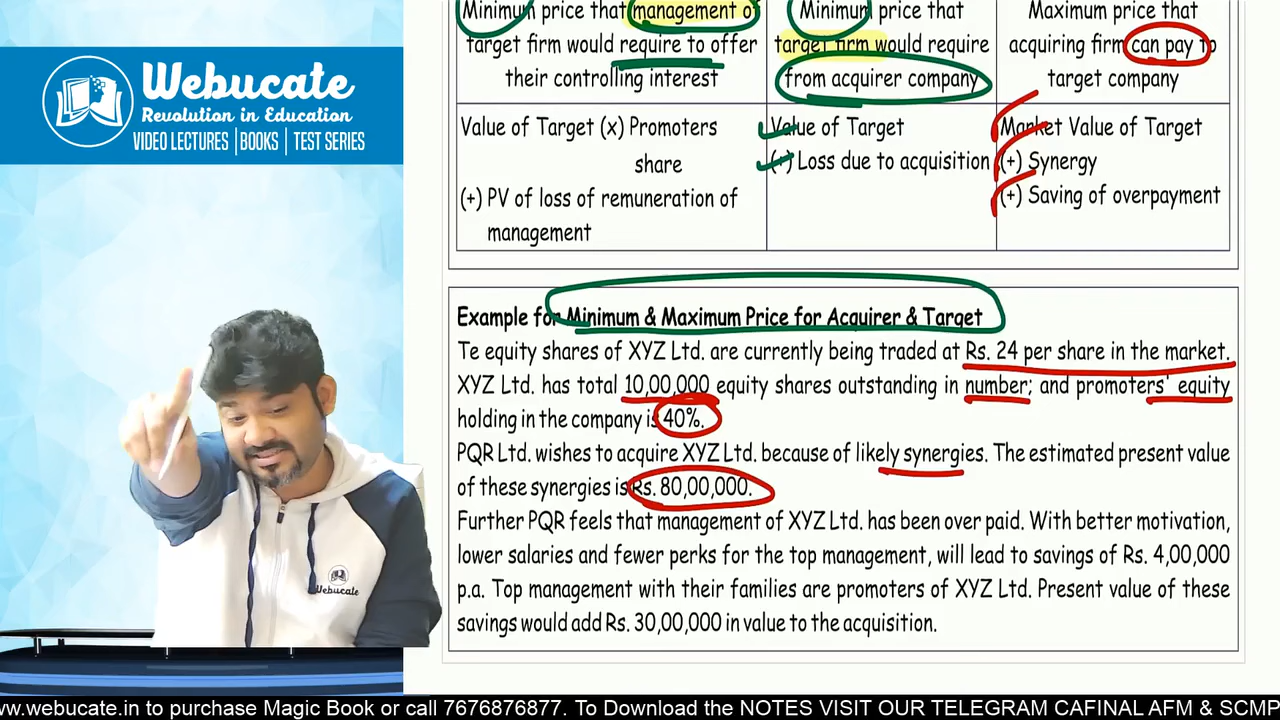 Minimum price that management of
target firm would require to offer
their controlling interest
Minimum price that
target firm would require
from acquirer company
Maximum price that
acquiring firm can pay to
target company
Value of Target (x) Promoters
share
(+) PV of loss of remuneration of
management
Value of Target
(+) Loss due to acquisition
Market Value of Target
(+) Synergy
(+) Saving of overpayment
Webucate
Revolution in Education
VIDEO LECTURES | BOOKS | TEST SERIES
Example for Minimum & Maximum Price for Acquirer & Target
Te equity shares of XYZ Ltd. are currently being traded at Rs. 24 per share in the market.
XYZ Ltd. has total 10,00,000 equity shares outstanding in number; and promoters' equity
holding in the company is 40%.
PQR Ltd. wishes to acquire XYZ Ltd. because of likely synergies. The estimated present value
of these synergies is Rs. 80,00,000.
Further PQR feels that management of XYZ Ltd. has been over paid. With better motivation,
lower salaries and fewer perks for the top management, will lead to savings of Rs. 4,00,000
p.a. Top management with their families are promoters of XYZ Ltd. Present value of these
savings would add Rs. 30,00,000 in value to the acquisition.
Webucate
ww.webucate.in to purchase Magic Book or call 7676876877. To Download the NOTES VISIT OUR TELEGRAM CAFINAL AFM & SCMP